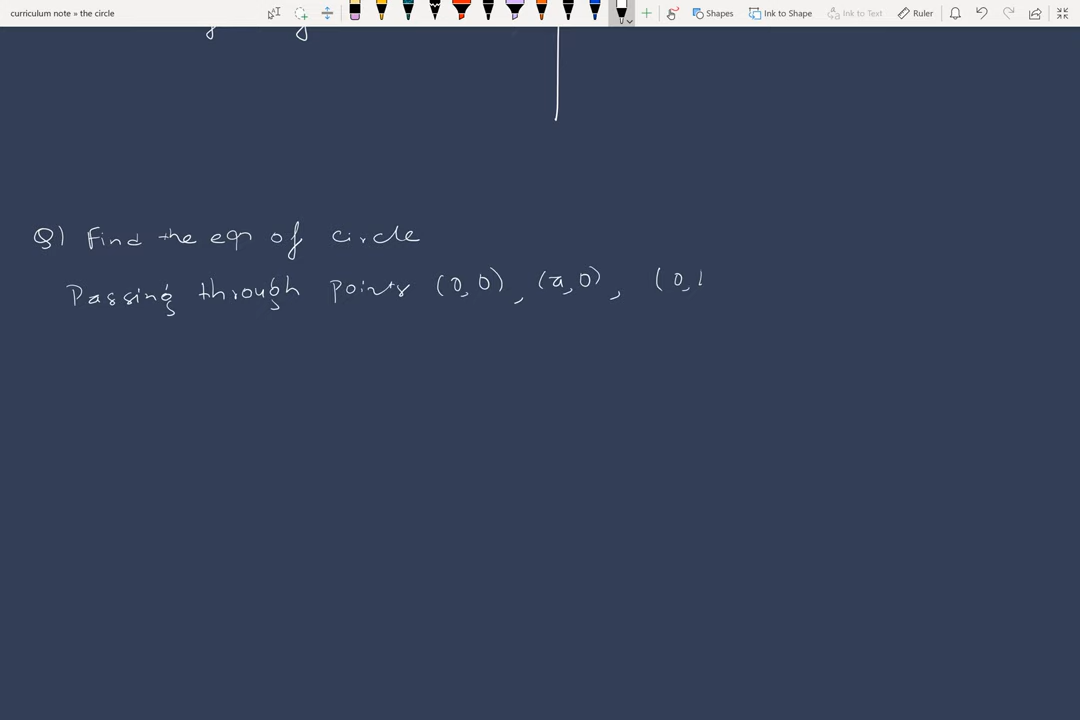 curriculum note » the circle
Shapes
Ink to Shape
Ink to Text
Ruler
Q) Find the eqn of circle
Passing through points (0,0), (a,0), (0,